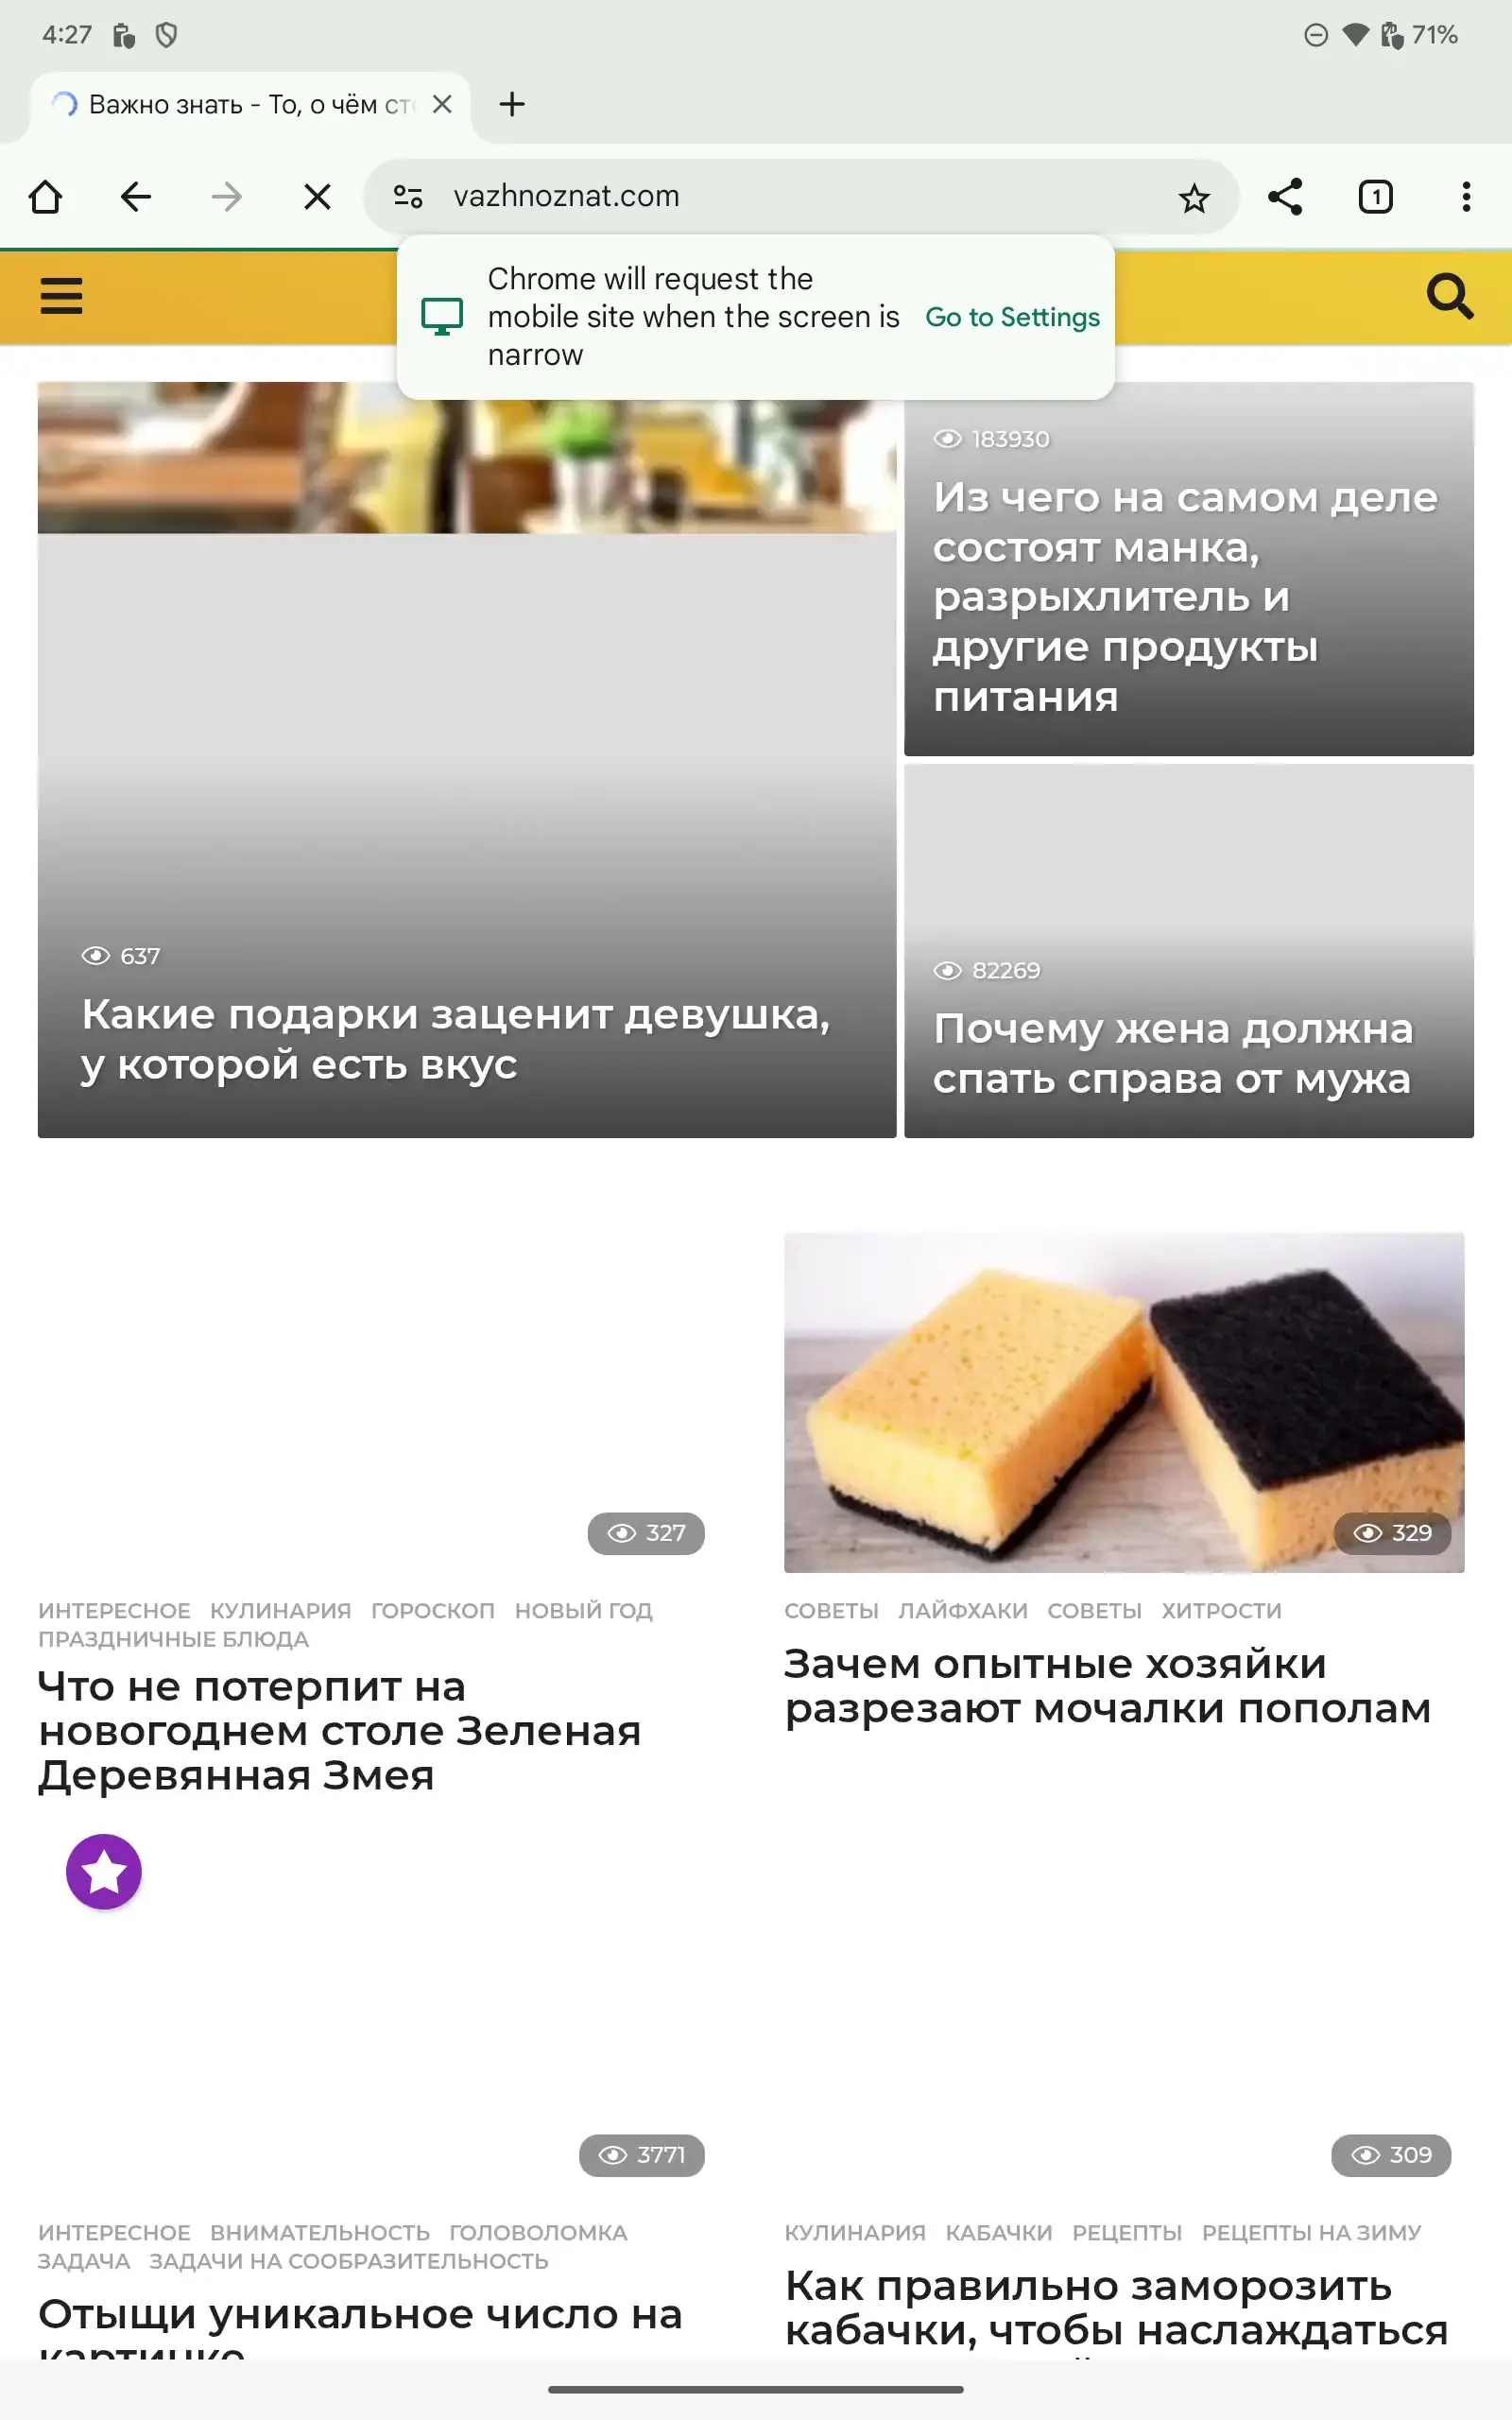 4:27
71%
Важно знать - То, о чём
1
vazhnoznat.com
Chrome will request the
mobile site when the screen is
narrow
Go to Settings
183930
Из чего на самом деле
состоят манка,
разрыхлитель и
другие продукты
питания
637
Какие подарки заценит девушка,
у которой есть вкус
82269
Почему жена должна
спать справа от мужа
327
ИНТЕРЕСНОЕ КУЛИНАРИЯ ГОРОСКОП НОВЫЙ ГОД
ПРАЗДНИЧНЫЕ БЛЮДА
Что не потерпит на
новогоднем столе Зеленая
Деревянная Змея
329
СОВЕТЫ ЛАЙФХАКИ СОВЕТЫ ХИТРОСТИ
Зачем опытные хозяйки
разрезают мочалки пополам
3771
ИНТЕРЕСНОЕ ВНИМАТЕЛЬНОСТЬ ГОЛОВОЛОМКА
ЗАДАЧА ЗАДАЧИ НА СООБРАЗИТЕЛЬНОСТЬ
Отыщи уникальное число на
картинке
309
КУЛИНАРИЯ КАБАЧКИ РЕЦЕПТЫ РЕЦЕПТЫ НА ЗИМУ
Как правильно заморозить
кабачки, чтобы наслаждаться